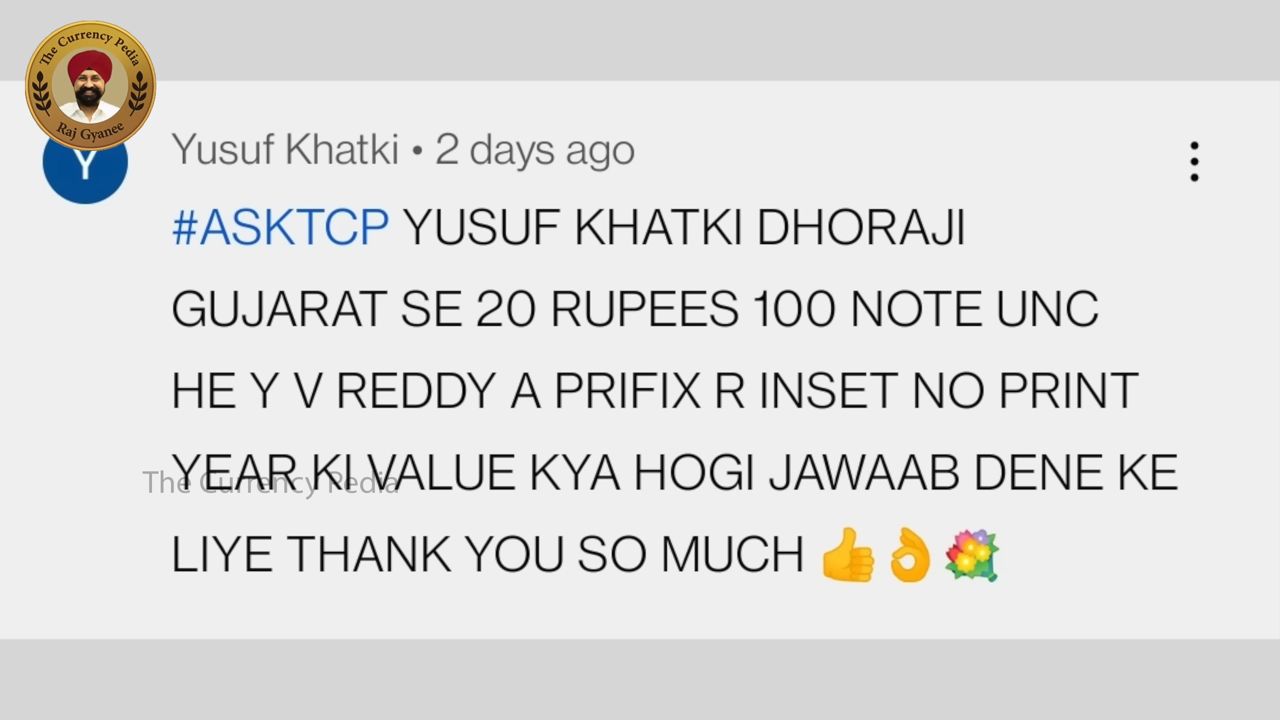 The Currency Pedia
Raj Gyanee
Y
Yusuf Khatki • 2 days ago
#ASKTCP YUSUF KHATKI DHORAJI
GUJARAT SE 20 RUPEES 100 NOTE UNC
HE Y V REDDY A PRIFIX R INSET NO PRINT
YEAR KI VALUE KYA HOGI JAWAAB DENE KE
The Currency Pedia
LIYE THANK YOU SO MUCH 👍👌💐